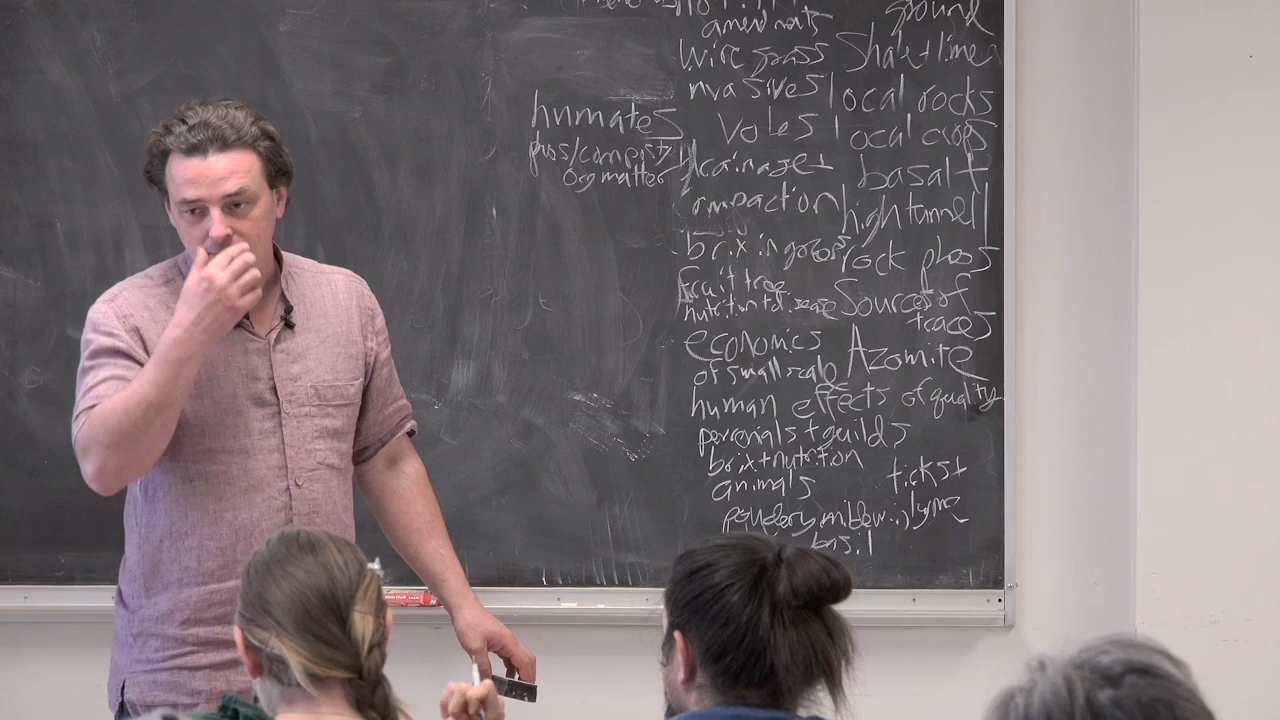 humates
phos/compost/
Org matter
amendments
Wire grass
invasives
Voles
drainage +
compaction
brix in
fruit tree
nutrition + disease
economics
of small scale
human effects of quality
perennials + guilds
brix + nutrition
animals
powdery mildew
basil
ground
Shale + lime
local rocks
local crops
basalt
high tunnel
rock phos
Sources of
traces
Azomite
ticks +
lyme